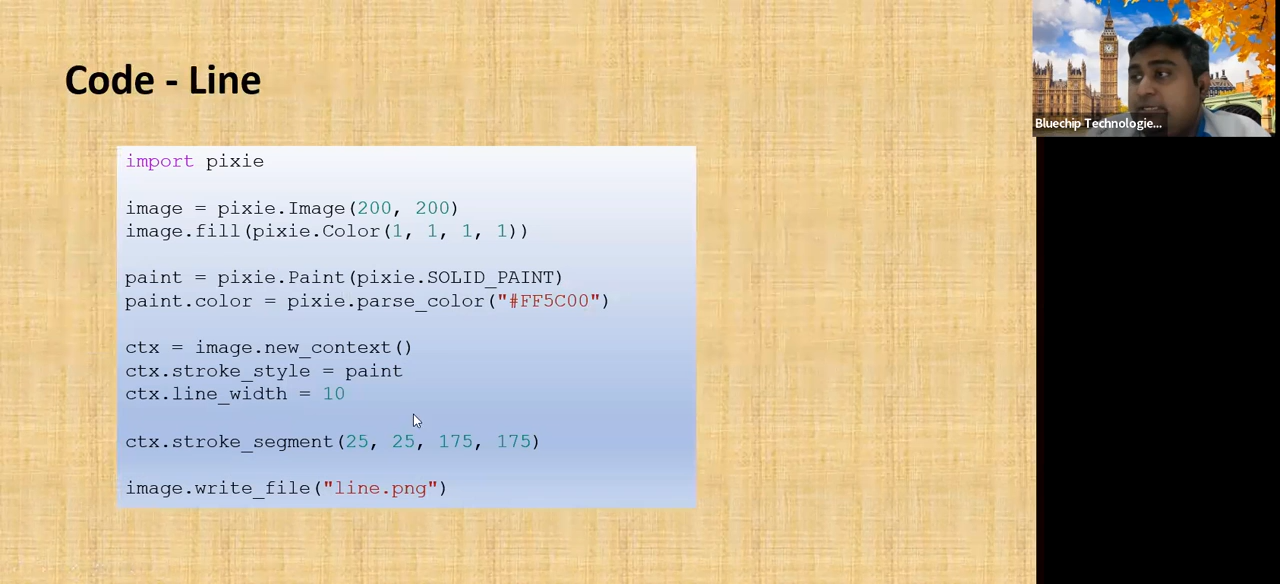 Code - Line
import pixie
image = pixie.Image(200, 200)
image.fill(pixie.Color(1, 1, 1, 1))
paint = pixie.Paint(pixie.SOLID_PAINT)
paint.color = pixie.parse_color("#FF5C00")
ctx = image.new_context()
ctx.stroke_style = paint
ctx.line_width = 10
ctx.stroke_segment(25, 25, 175, 175)
image.write_file("line.png")
Bluechip Technologie...